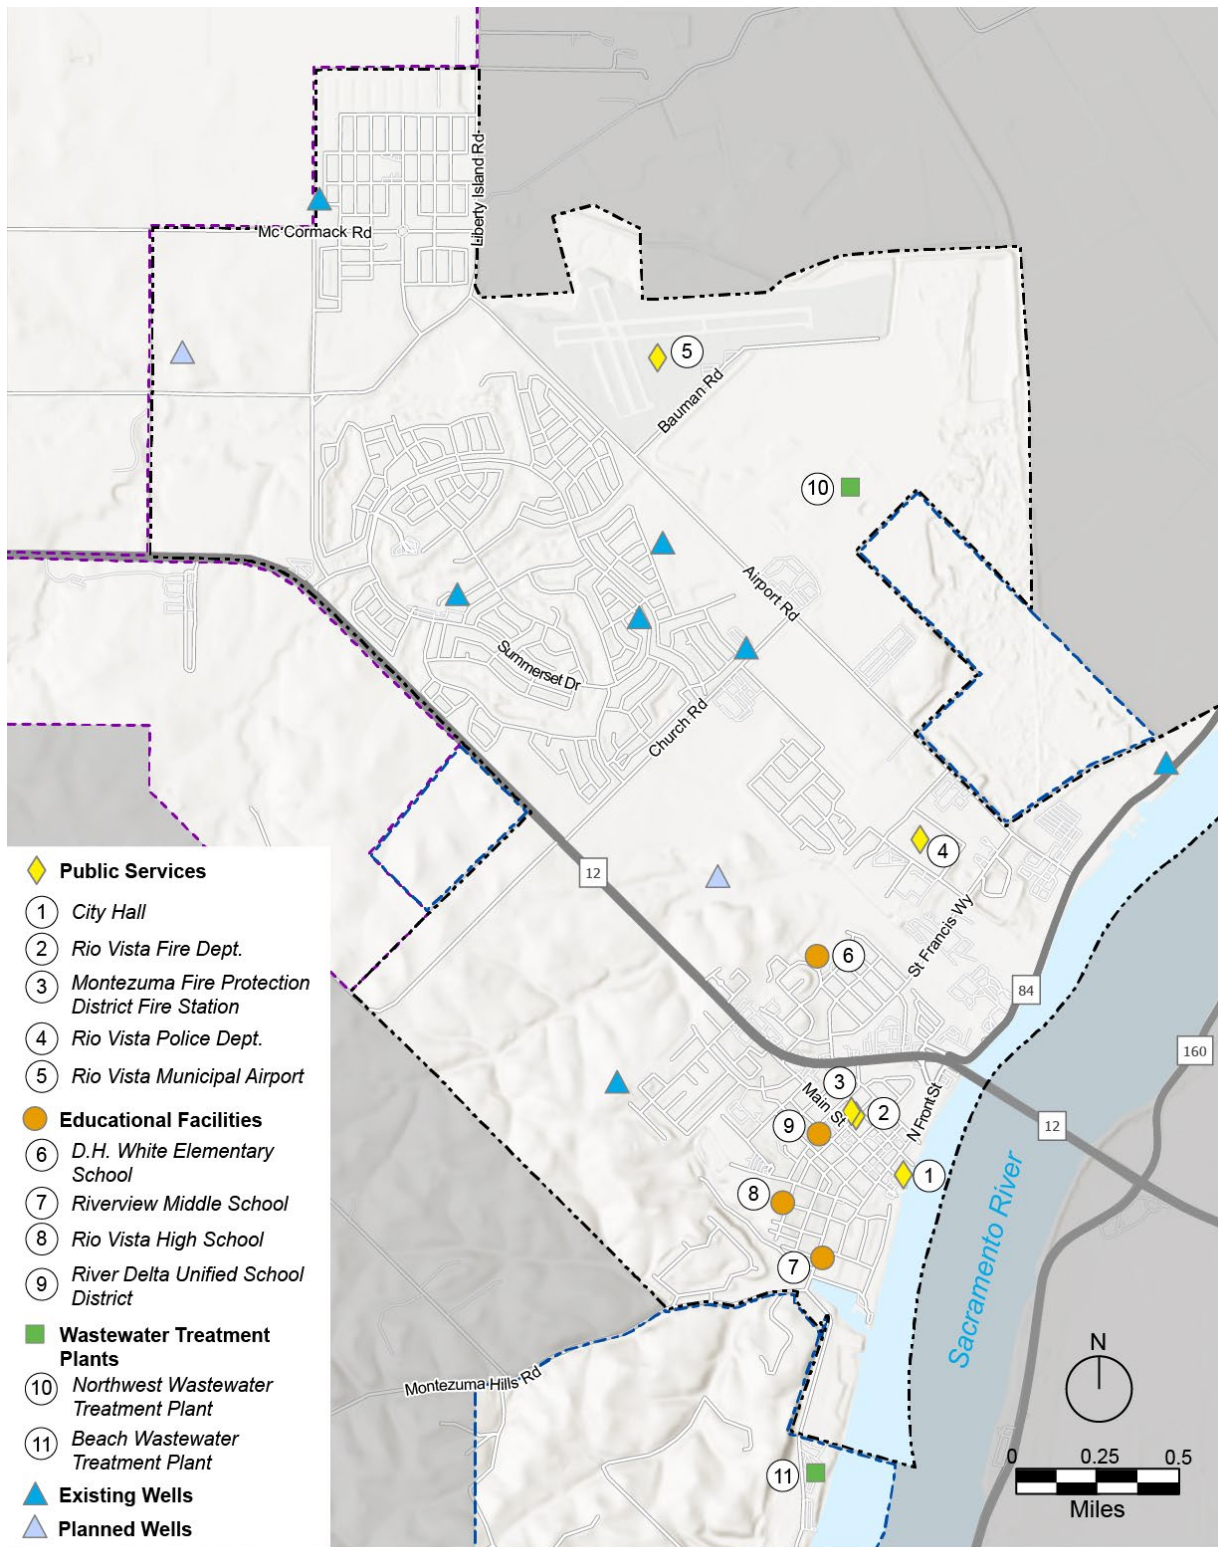 Liberty Island Rd
Mc Cormack Rd
5
Bauman Rd
10
Airport Rd
Summerset Dr
Church Rd
4
12
St Francis Wy
6
84
160
3
Main St
2
9
N Front St
12
1
8
7
Sacramento River
Montezuma Hills Rd
11
Public Services
1 City Hall
2 Rio Vista Fire Dept.
3 Montezuma Fire Protection
District Fire Station
4 Rio Vista Police Dept.
5 Rio Vista Municipal Airport
Educational Facilities
6 D.H. White Elementary
School
7 Riverview Middle School
8 Rio Vista High School
9 River Delta Unified School
District
Wastewater Treatment
Plants
10 Northwest Wastewater
Treatment Plant
11 Beach Wastewater
Treatment Plant
Existing Wells
Planned Wells
N
0 0.25 0.5
Miles